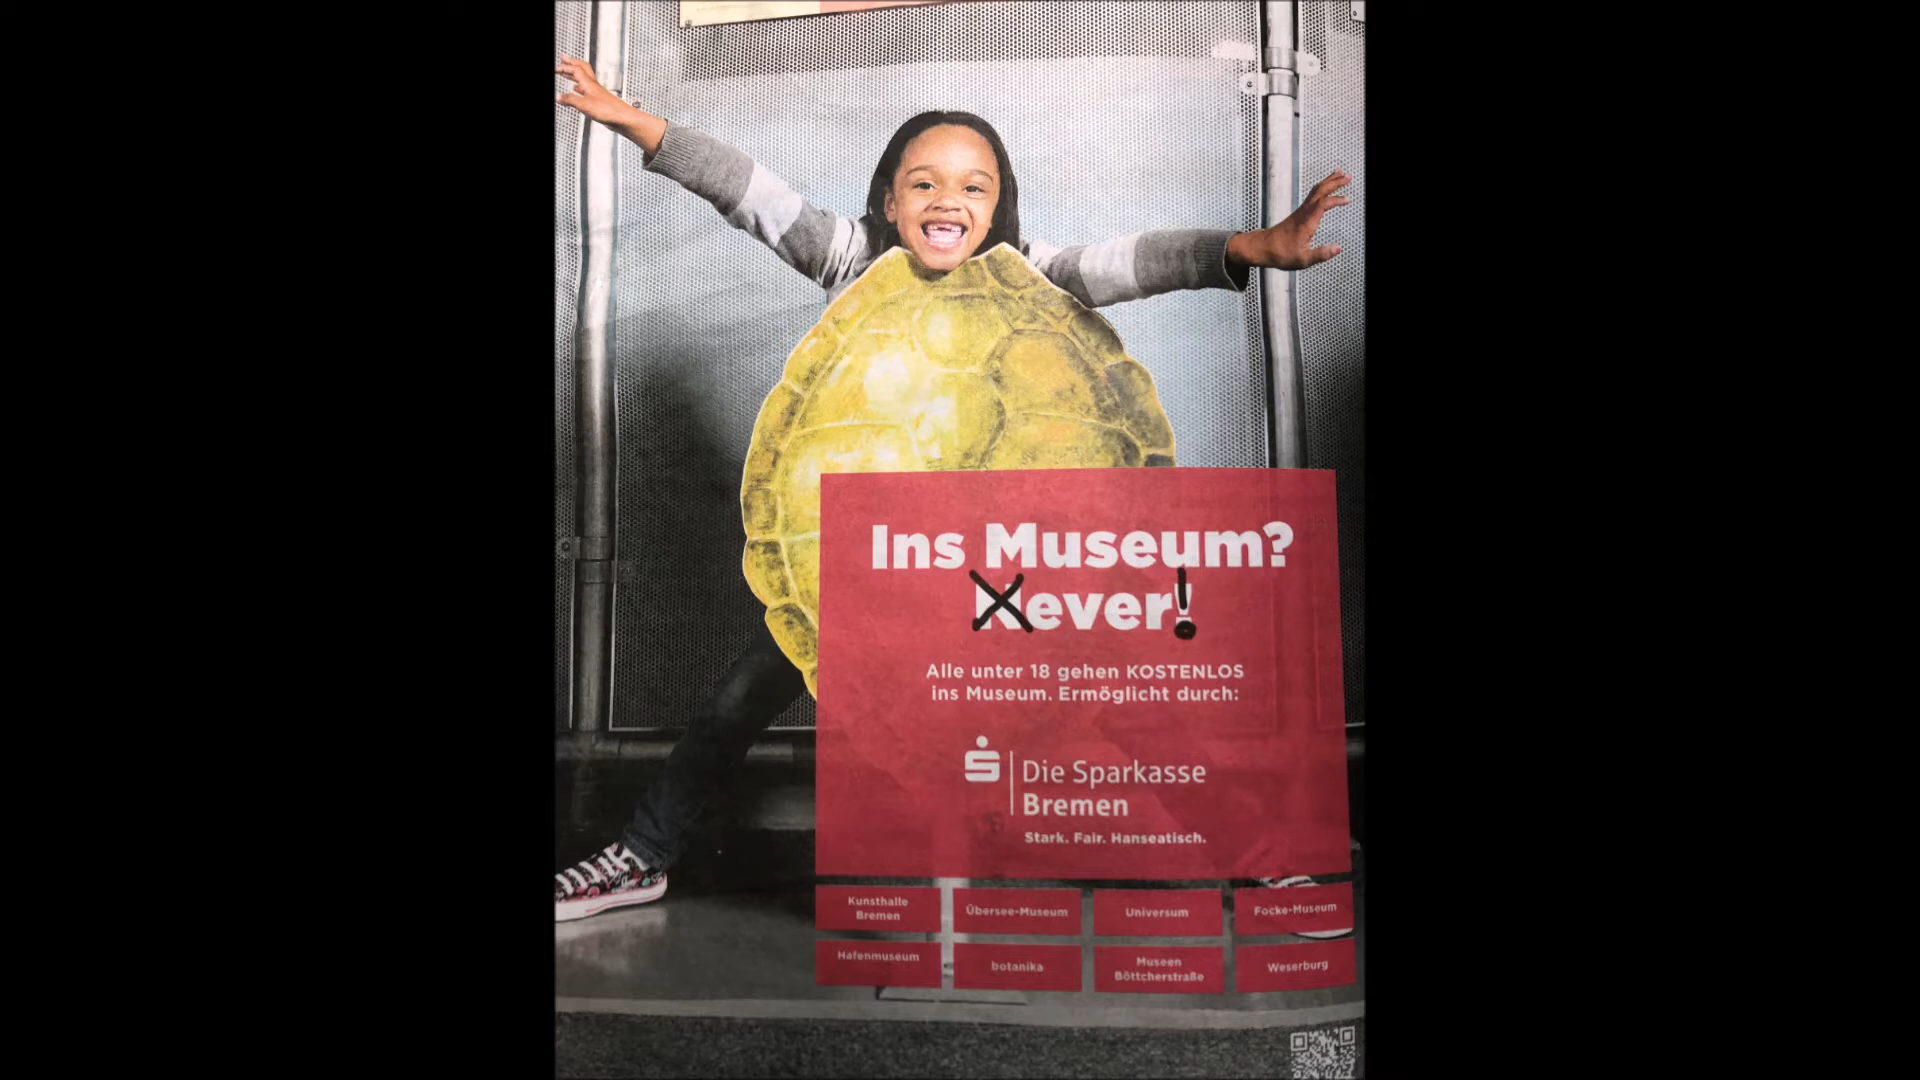 Ins Museum?
Never!
Alle unter 18 gehen KOSTENLOS
ins Museum. Ermöglicht durch:
Die Sparkasse
Bremen
Stark. Fair. Hanseatisch.
Kunsthalle
Bremen
Übersee-Museum
Universum
Focke-Museum
Hafenmuseum
botanika
Museen
Böttcherstraße
Weserburg